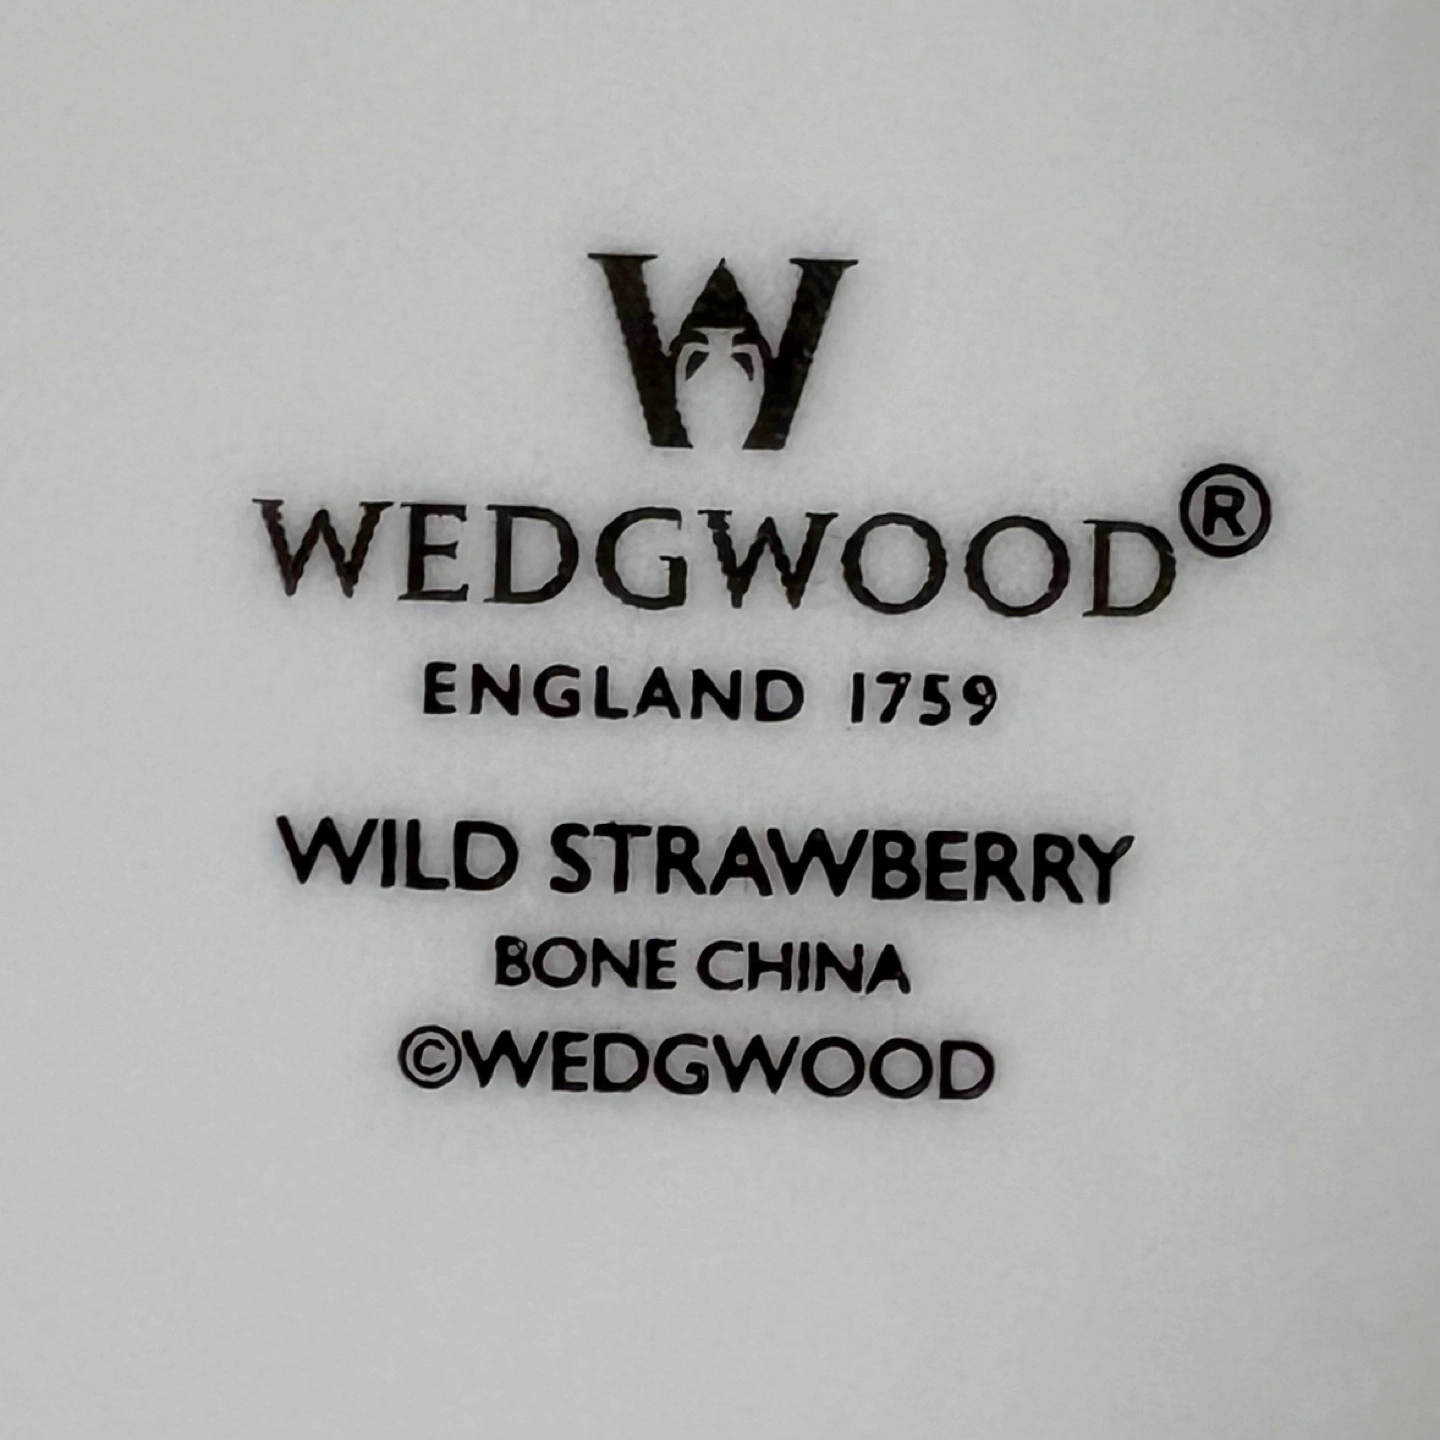 W
WEDGWOOD®
ENGLAND 1759
WILD STRAWBERRY
BONE CHINA
©WEDGWOOD